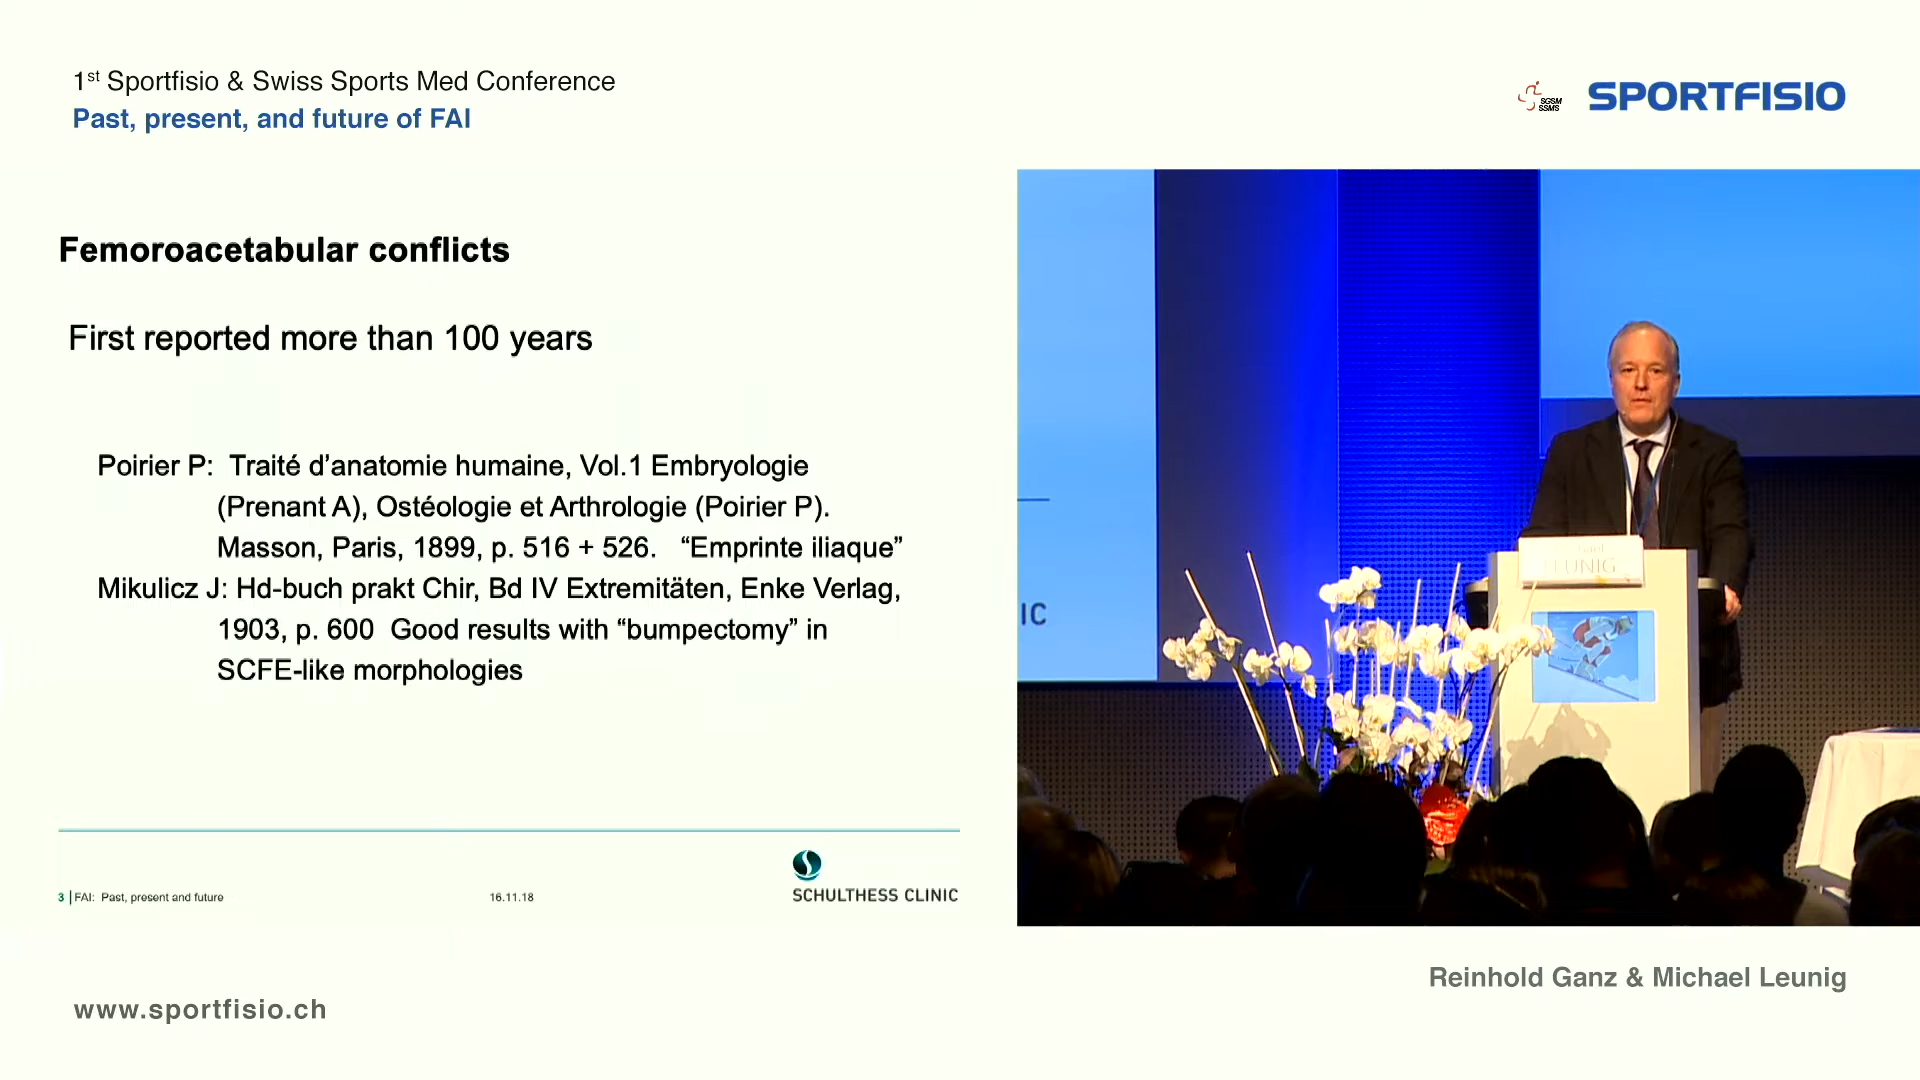 1st Sportfisio & Swiss Sports Med Conference
Past, present, and future of FAI
SGSM
SSMS
SPORTFISIO
Femoroacetabular conflicts
First reported more than 100 years
Poirier P: Traité d’anatomie humaine, Vol.1 Embryologie
(Prenant A), Ostéologie et Arthrologie (Poirier P).
Masson, Paris, 1899, p. 516 + 526. “Emprinte iliaque”
Mikulicz J: Hd-buch prakt Chir, Bd IV Extremitäten, Enke Verlag,
1903, p. 600 Good results with “bumpectomy” in
SCFE-like morphologies
3 | FAI: Past, present and future
16.11.18
SCHULTHESS CLINIC
IC
LEUNIG
Reinhold Ganz & Michael Leunig
www.sportfisio.ch